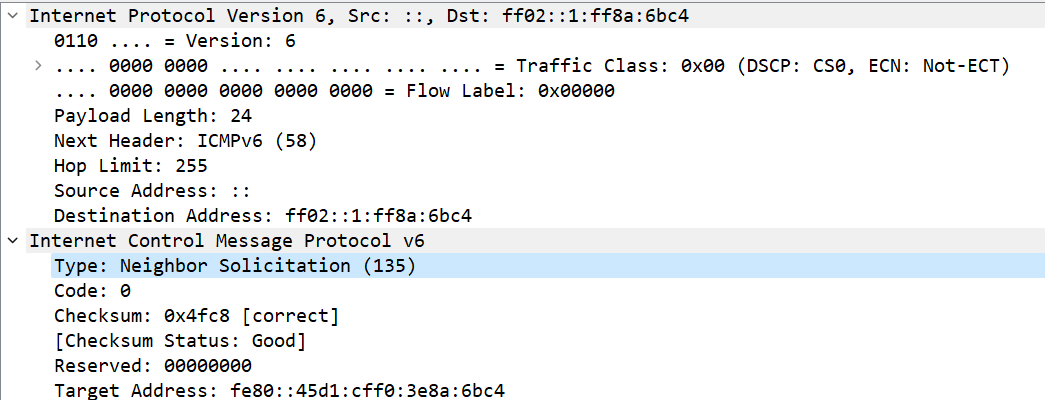 Internet Protocol Version 6, Src: ::, Dst: ff02::1:ff8a:6bc4
0110 .... = Version: 6
.... 0000 0000 .... .... .... .... .... = Traffic Class: 0x00 (DSCP: CS0, ECN: Not-ECT)
.... 0000 0000 0000 0000 0000 = Flow Label: 0x00000
Payload Length: 24
Next Header: ICMPv6 (58)
Hop Limit: 255
Source Address: ::
Destination Address: ff02::1:ff8a:6bc4
Internet Control Message Protocol v6
Type: Neighbor Solicitation (135)
Code: 0
Checksum: 0x4fc8 [correct]
[Checksum Status: Good]
Reserved: 00000000
Target Address: fe80::45d1:cff0:3e8a:6bc4